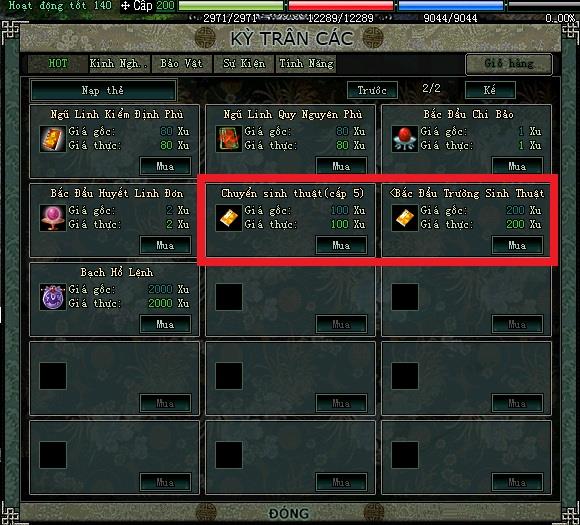 Hoạt động tốt 140 Cấp 200
2971/2971 12289/12289 9044/9044 0.00%
KỲ TRÂN CÁC
HOT Kinh Ngh.. Bảo Vật Sự Kiện Tính Năng Giỏ hàng
Nạp thẻ Trước 2/2 Kế
Ngũ Linh Kiểm Định Phù
Giá gốc: 80 Xu
Giá thực: 80 Xu
Mua
Ngũ Linh Quy Nguyên Phù
Giá gốc: 80 Xu
Giá thực: 80 Xu
Mua
Bắc Đẩu Chi Bảo
Giá gốc: 1 Xu
Giá thực: 1 Xu
Mua
Bắc Đẩu Huyết Linh Đơn
Giá gốc: 2 Xu
Giá thực: 2 Xu
Mua
Chuyển sinh thuật(cấp 5)
Giá gốc: 100 Xu
Giá thực: 100 Xu
Mua
<Bắc Đẩu Trường Sinh Thuật
Giá gốc: 200 Xu
Giá thực: 200 Xu
Mua
Bạch Hổ Lệnh
Giá gốc: 2000 Xu
Giá thực: 2000 Xu
Mua
Mua
Mua
Mua
Mua
Mua
Mua
Mua
Mua
ĐÓNG